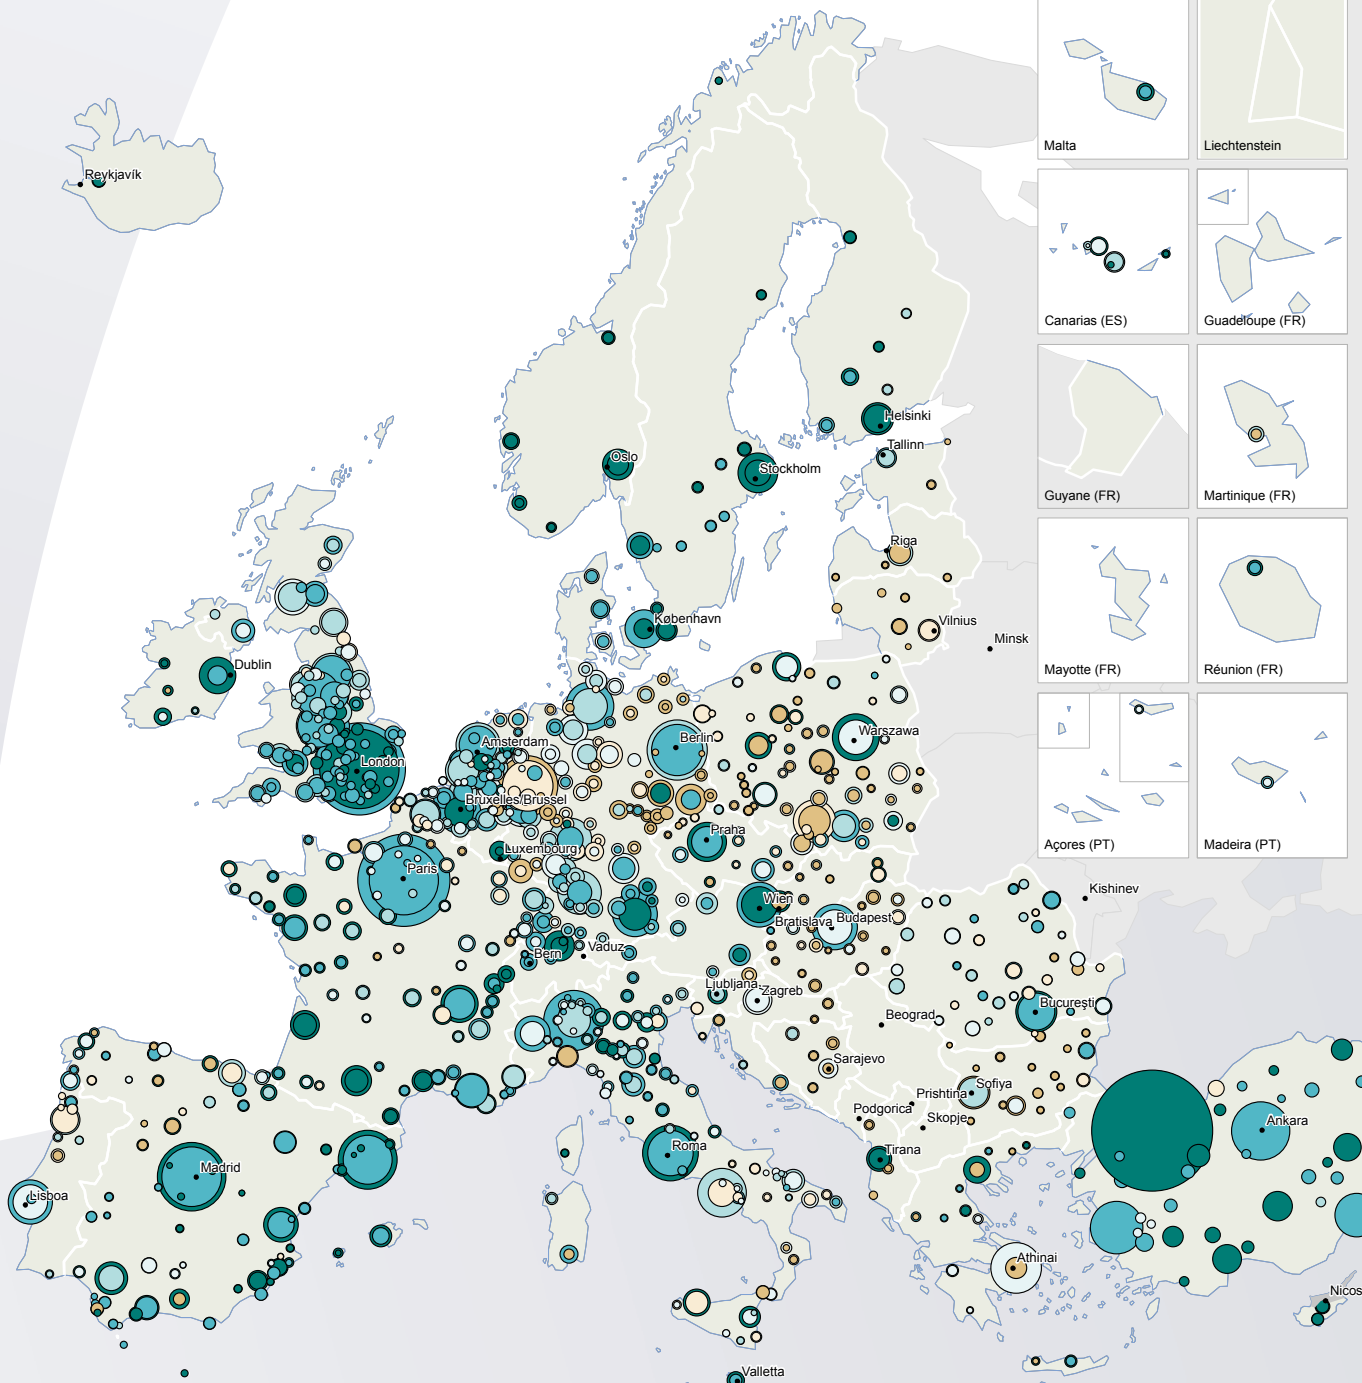 Malta
Liechtenstein
Reykjavík
Canarias (ES)
Guadeloupe (FR)
Helsinki
Tallinn
Oslo
Stockholm
Guyane (FR)
Martinique (FR)
Riga
København
Vilnius
Minsk
Dublin
Mayotte (FR)
Réunion (FR)
Amsterdam
Berlin
Warszawa
London
Bruxelles/Brussel
Praha
Luxembourg
Açores (PT)
Madeira (PT)
Paris
Kishinev
Wien
Bratislava
Budapest
Bern
Vaduz
Ljubljana
Zagreb
Bucureşti
Beograd
Sarajevo
Sofiya
Prishtina
Podgorica
Skopje
Ankara
Roma
Tirana
Madrid
Lisboa
Athinai
Nicos
Valletta